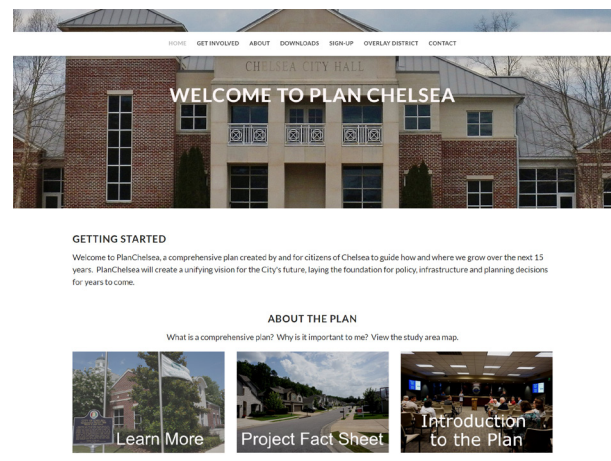 HOME GET INVOLVED ABOUT DOWNLOADS SIGN-UP OVERLAY DISTRICT CONTACT
CHELSEA CITY HALL
WELCOME TO PLAN CHELSEA
GETTING STARTED
Welcome to PlanChelsea, a comprehensive plan created by and for citizens of Chelsea to guide how and where we grow over the next 15
years. PlanChelsea will create a unifying vision for the City's future, laying the foundation for policy, infrastructure and planning decisions
for years to come.
ABOUT THE PLAN
What is a comprehensive plan? Why is it important to me? View the study area map.
Learn More
Project Fact Sheet
Introduction
to the Plan